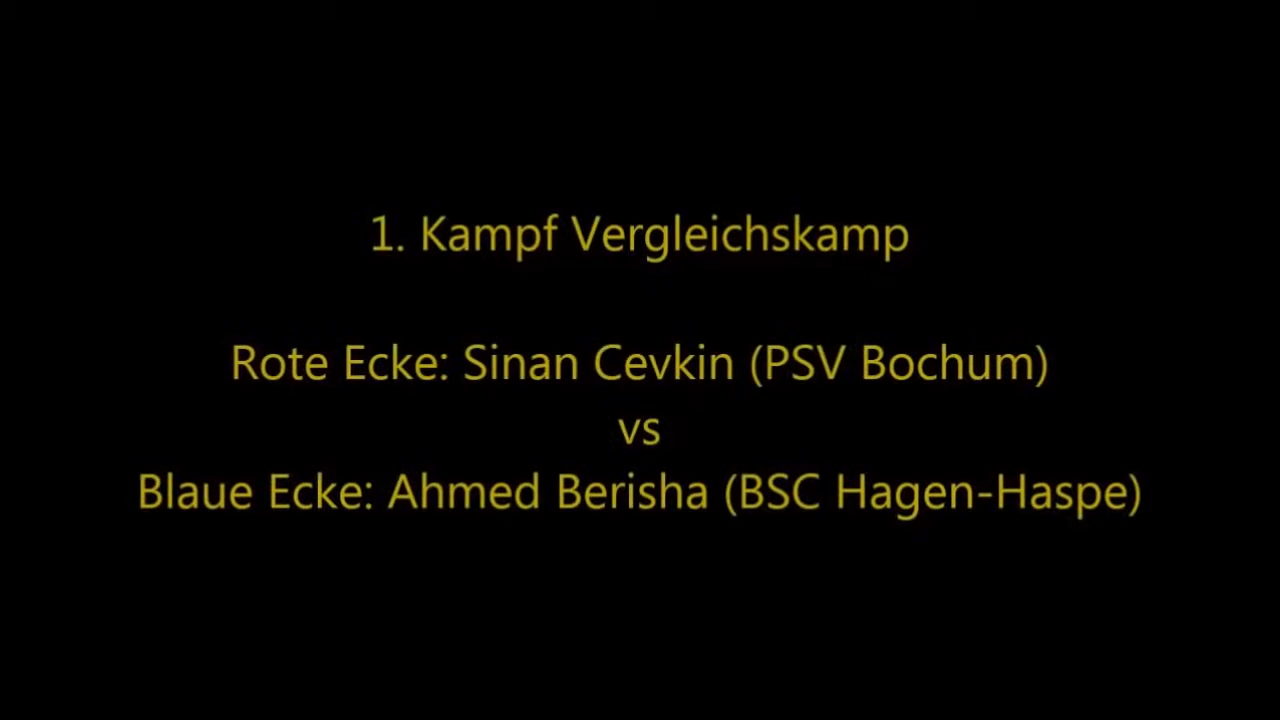 1. Kampf Vergleichskamp
Rote Ecke: Sinan Cevkin (PSV Bochum)
vs
Blaue Ecke: Ahmed Berisha (BSC Hagen-Haspe)